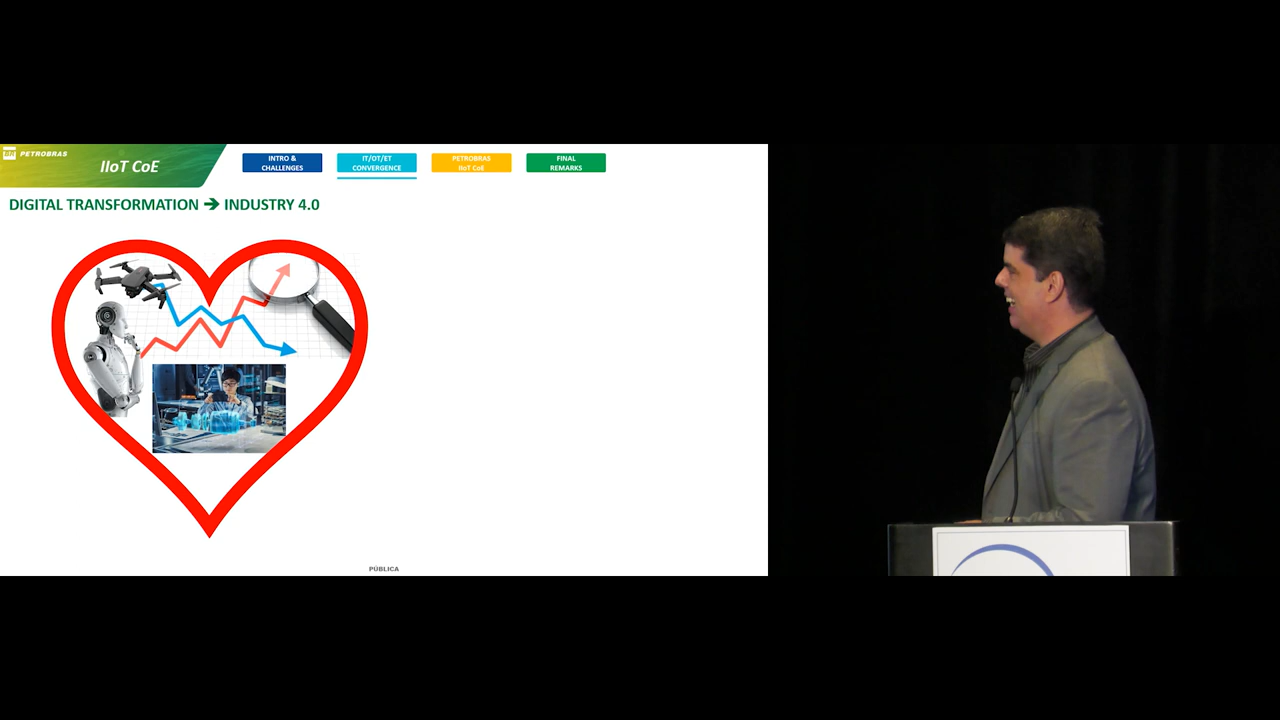 BR PETROBRAS
IIoT CoE
INTRO &
CHALLENGES
IT/OT/ET
CONVERGENCE
PETROBRAS
IIoT CoE
FINAL
REMARKS
DIGITAL TRANSFORMATION ➔ INDUSTRY 4.0
PÚBLICA